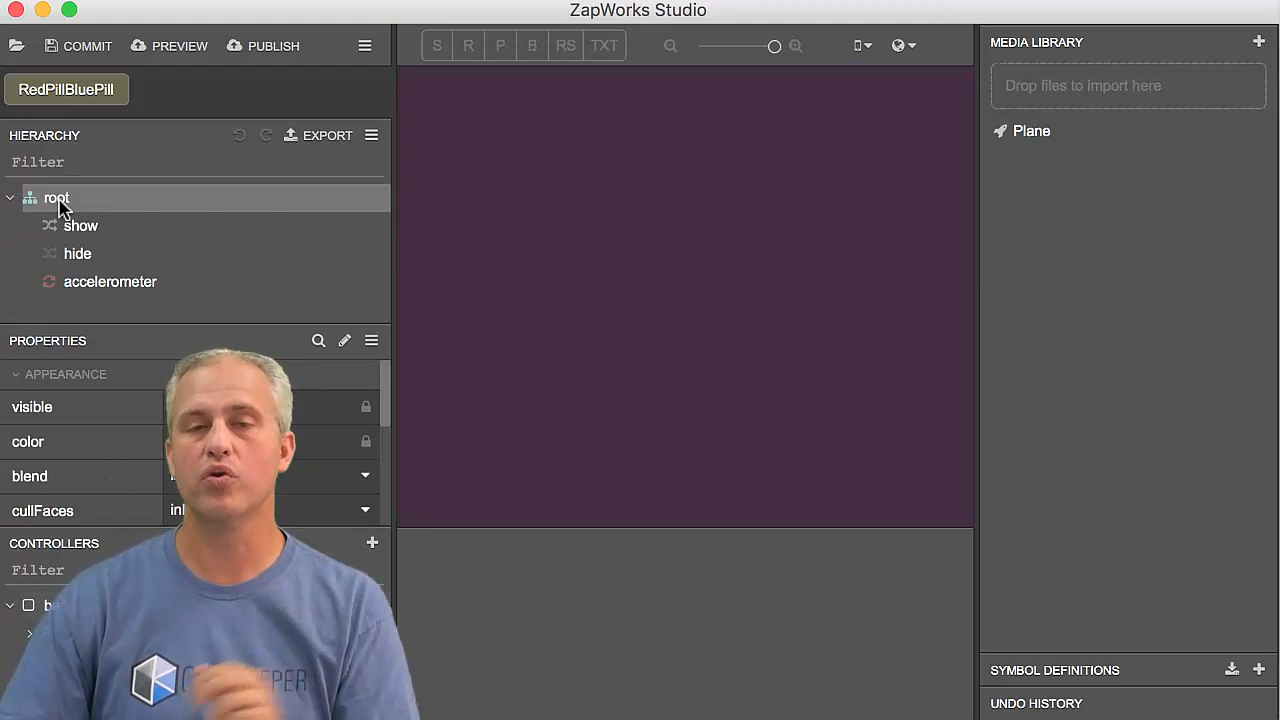 ZapWorks Studio
COMMIT PREVIEW PUBLISH
S R P B RS TXT
RedPillBluePill
HIERARCHY EXPORT
Filter
root
show
hide
accelerometer
PROPERTIES
APPEARANCE
visible
color
blend
cullFaces
CONTROLLERS
Filter
MEDIA LIBRARY
Drop files to import here
Plane
SYMBOL DEFINITIONS
UNDO HISTORY